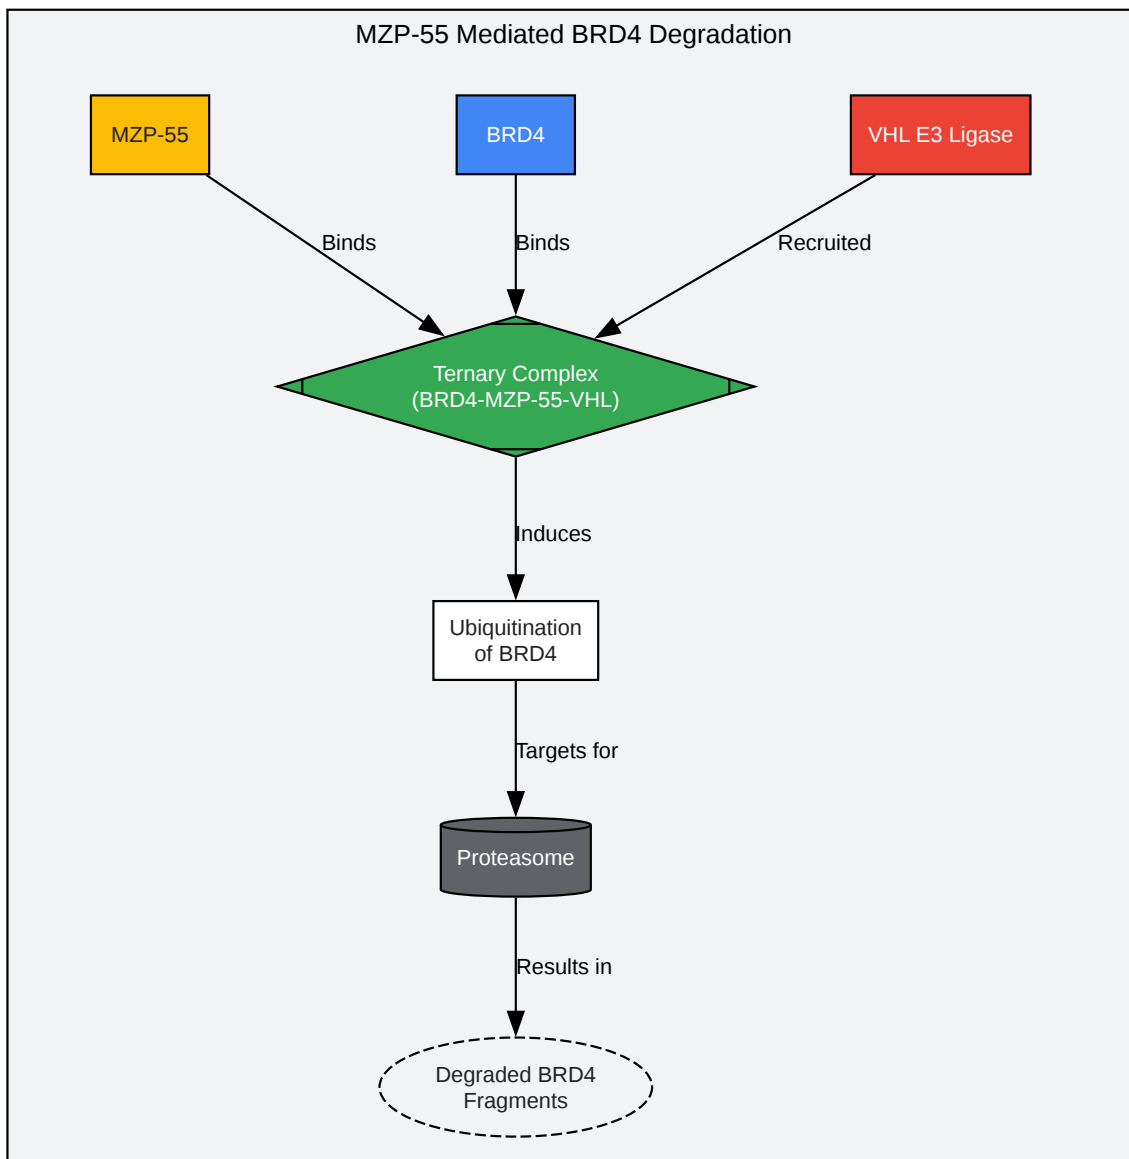 MZP-55 Mediated BRD4 Degradation
MZP-55
BRD4
VHL E3 Ligase
Binds
Binds
Recruited
Ternary Complex
(BRD4-MZP-55-VHL)
Induces
Ubiquitination
of BRD4
Targets for
Proteasome
Results in
Degraded BRD4
Fragments